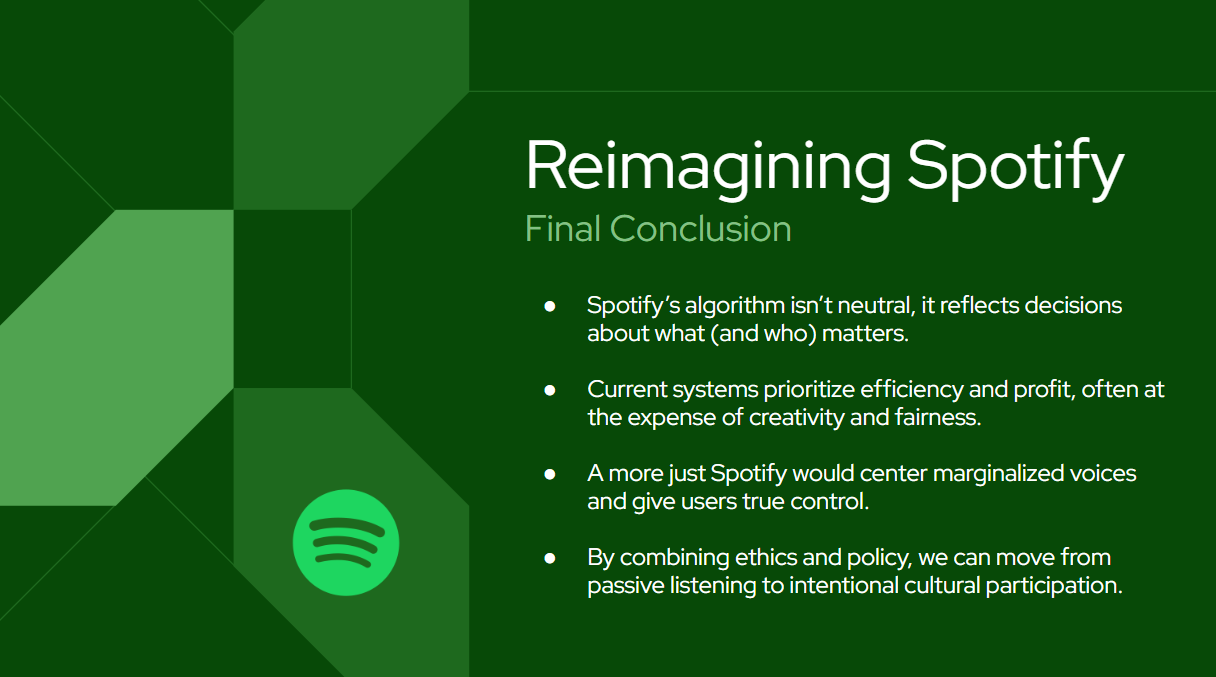 Reimagining Spotify
Final Conclusion
● Spotify’s algorithm isn’t neutral, it reflects decisions
about what (and who) matters.
● Current systems prioritize efficiency and profit, often at
the expense of creativity and fairness.
● A more just Spotify would center marginalized voices
and give users true control.
● By combining ethics and policy, we can move from
passive listening to intentional cultural participation.